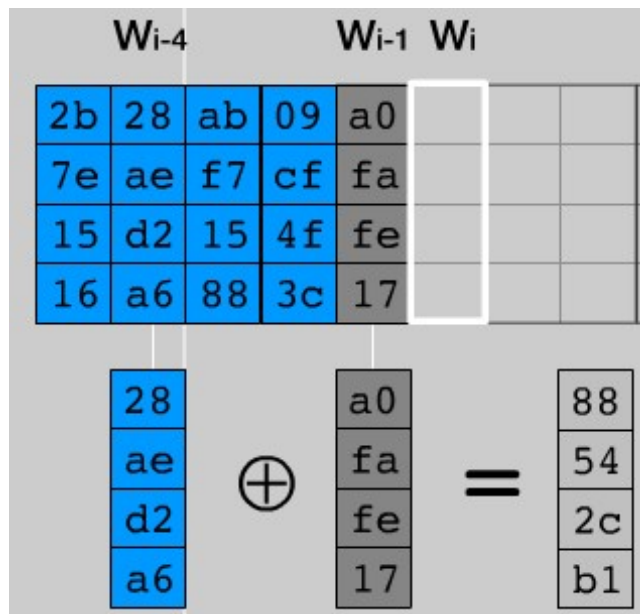 Wi-4 Wi-1 Wi
2b 28 ab 09 a0
7e ae f7 cf fa
15 d2 15 4f fe
16 a6 88 3c 17
28 a0 88
ae ⊕ fa = 54
d2 fe 2c
a6 17 b1